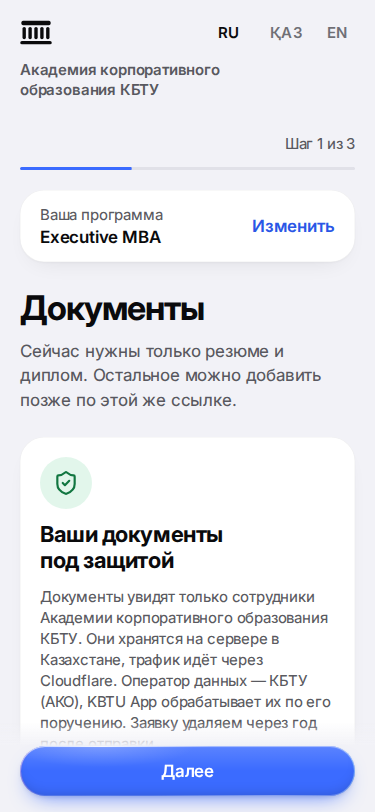 RU ҚАЗ EN
Академия корпоративного
образования КБТУ
Шаг 1 из 3
Ваша программа
Executive MBA
Изменить
Документы
Сейчас нужны только резюме и
диплом. Остальное можно добавить
позже по этой же ссылке.
Ваши документы
под защитой
Документы увидят только сотрудники
Академии корпоративного образования
КБТУ. Они хранятся на сервере в
Казахстане, трафик идёт через
Cloudflare. Оператор данных — КБТУ
(АКО), KBTU App обрабатывает их по его
поручению. Заявку удаляем через год
после отправки.
Далее